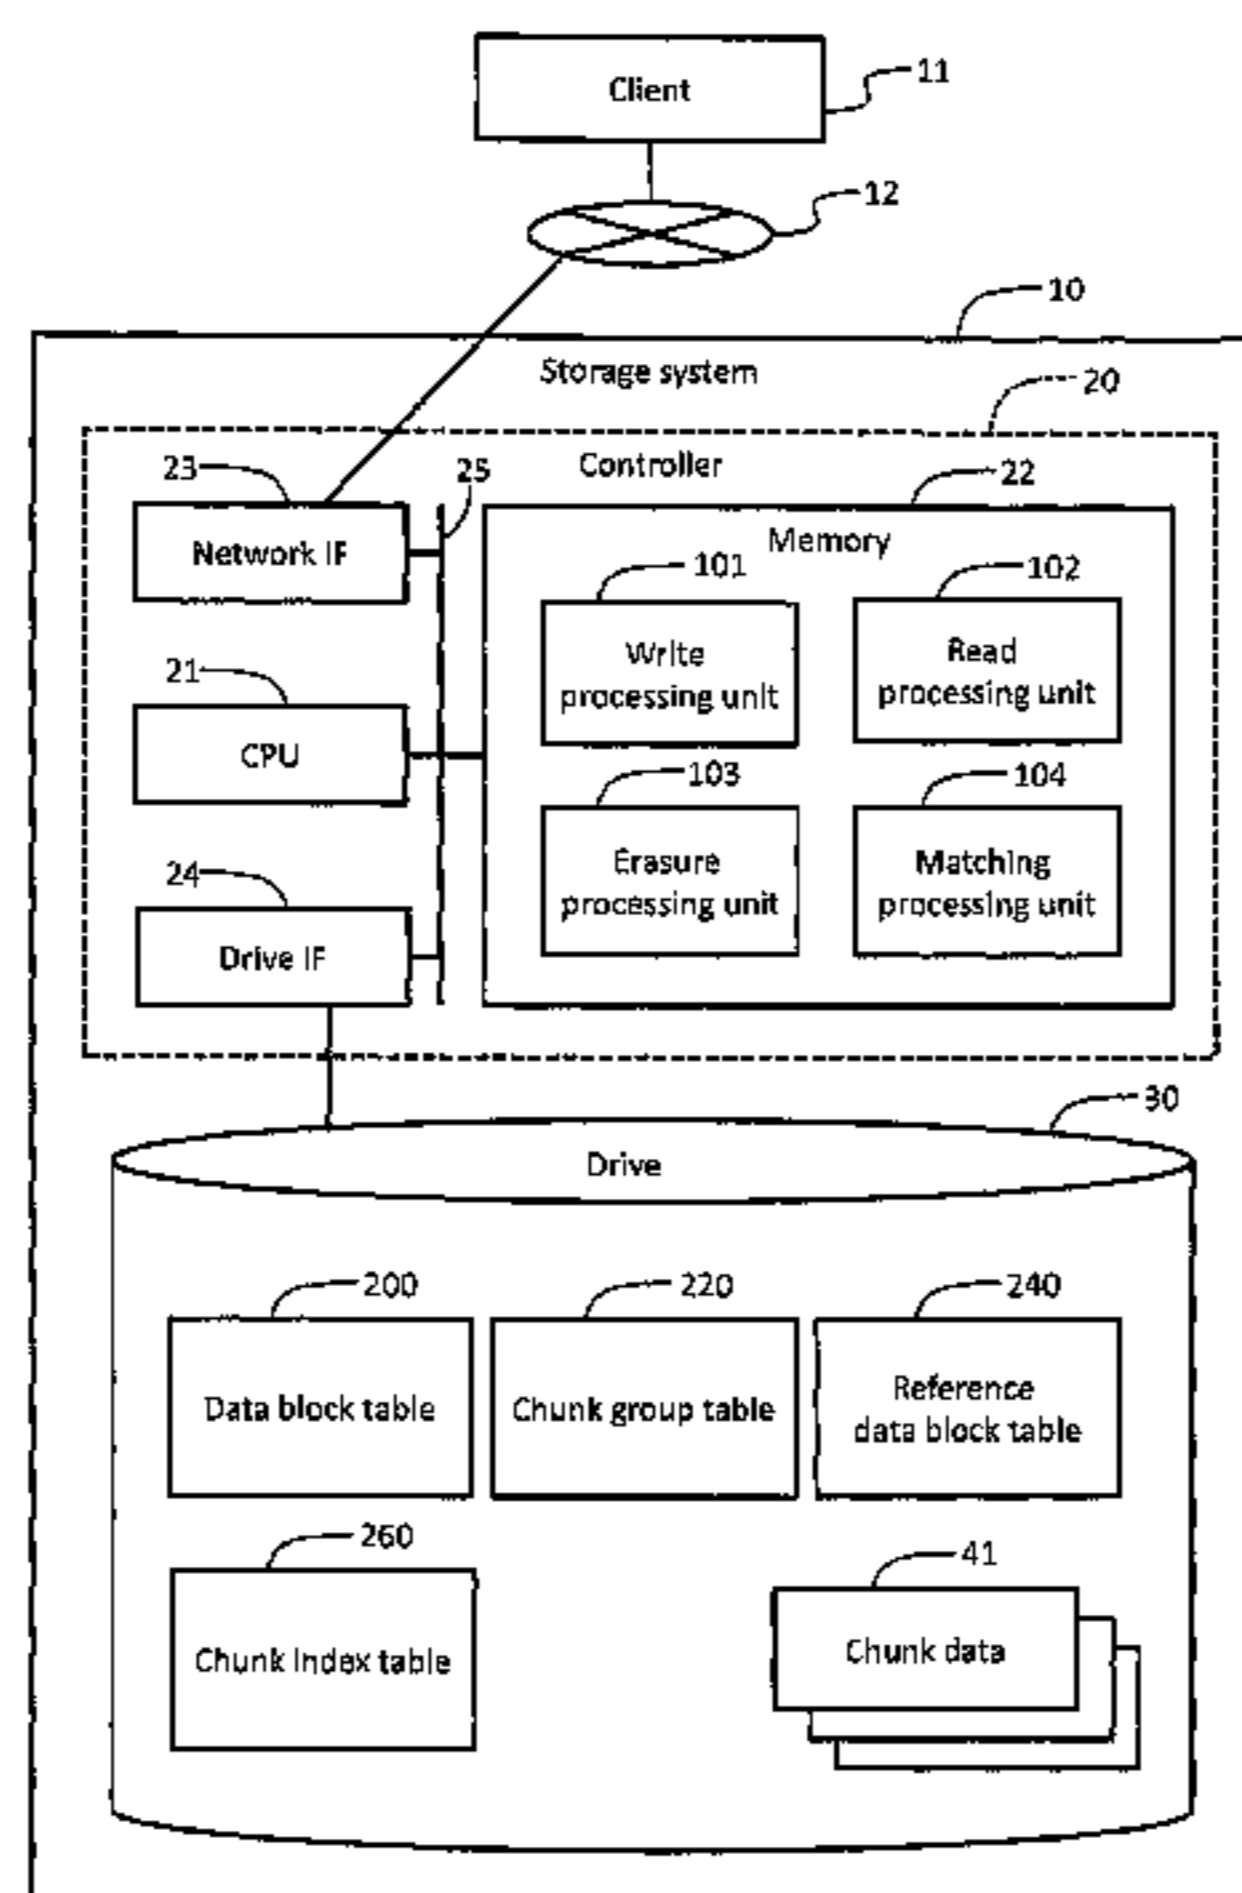 Client
11
12
10
Storage system
20
Controller
23
25
22
Network IF
Memory
101
102
Write
processing unit
Read
processing unit
21
CPU
103
104
Erasure
processing unit
Matching
processing unit
24
Drive IF
30
Drive
200
220
240
Data block table
Chunk group table
Reference
data block table
260
41
Chunk index table
Chunk data